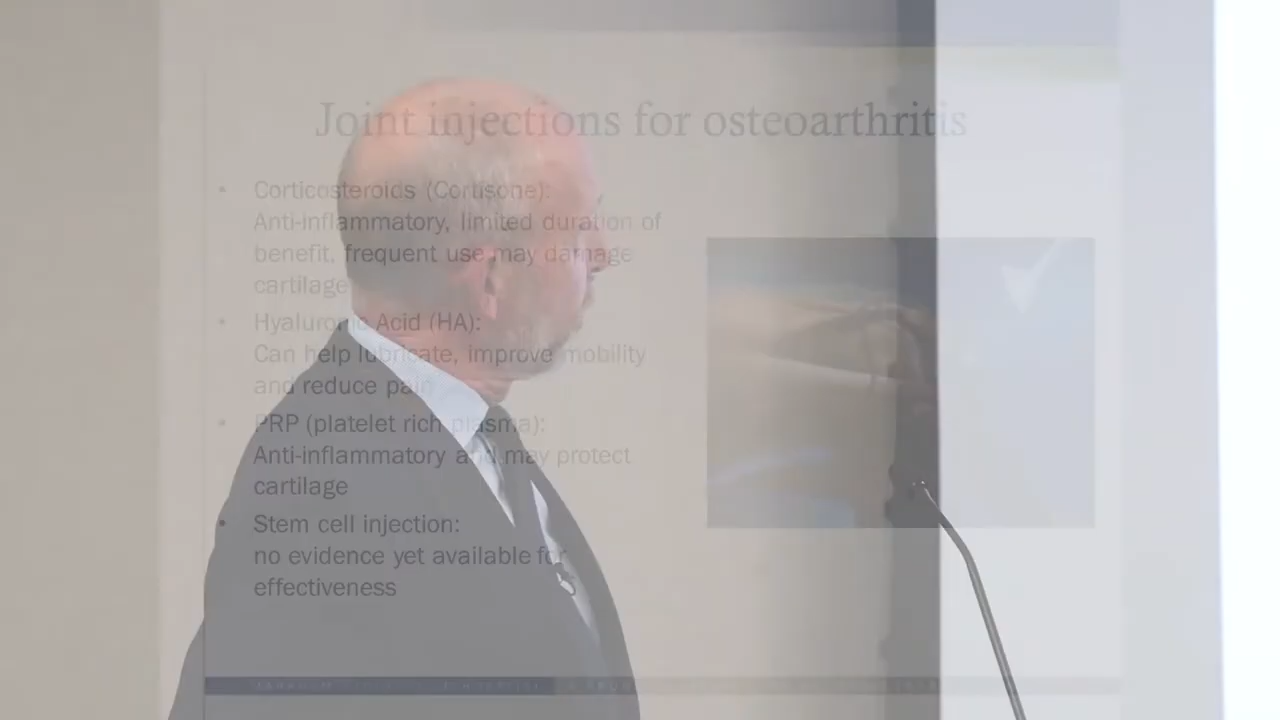 Joint injections for osteoarthritis
• Corticosteroids (Cortisone):
Anti-inflammatory, limited duration of
benefit, frequent use may damage
cartilage
• Hyaluronic Acid (HA):
Can help lubricate, improve mobility
and reduce pain
• PRP (platelet rich plasma):
Anti-inflammatory and may protect
cartilage
• Stem cell injection:
no evidence yet available for
effectiveness